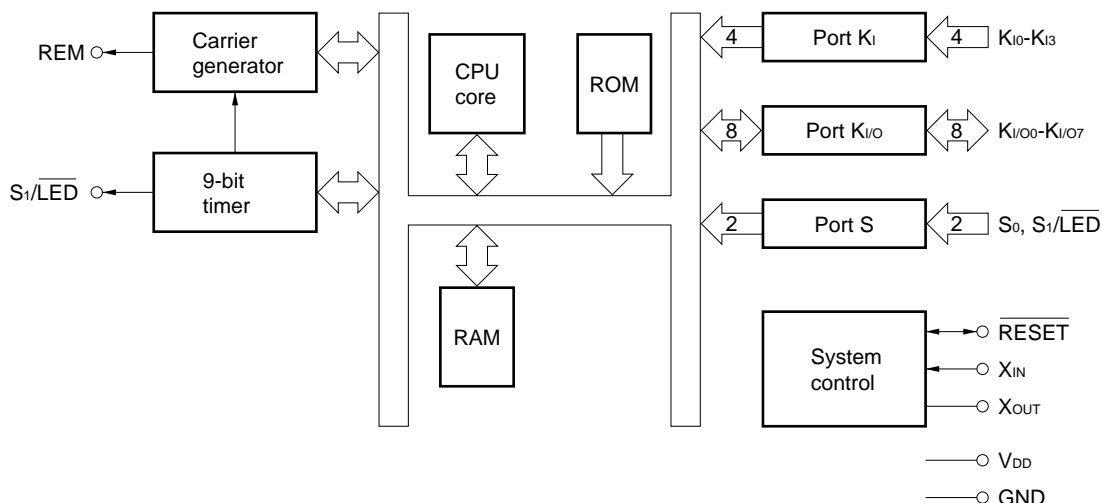 REM
Carrier
generator
S1/LED
9-bit
timer
CPU
core
ROM
RAM
4
Port KI
4
KI0-KI3
8
Port KI/O
8
KI/O0-KI/O7
2
Port S
2
S0, S1/LED
System
control
RESET
XIN
XOUT
VDD
GND